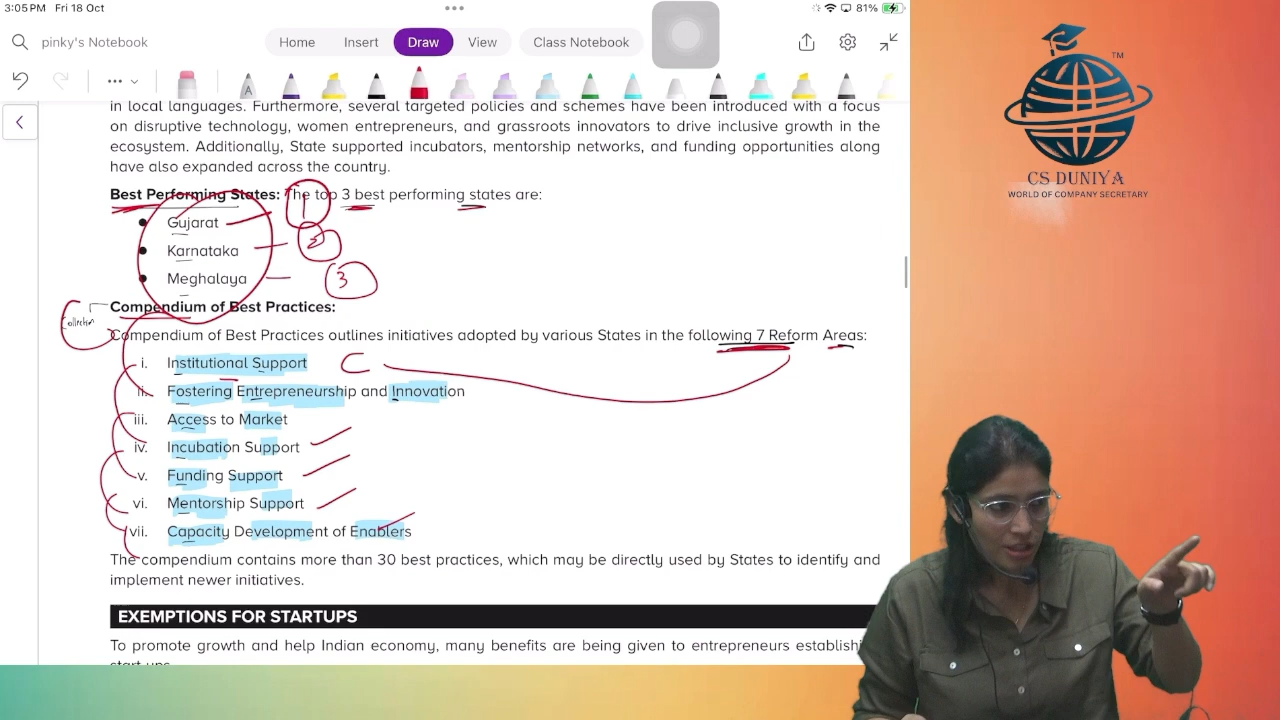 3:05 PM Fri 18 Oct
81%
pinky's Notebook
Home Insert Draw View Class Notebook
A
in local languages. Furthermore, several targeted policies and schemes have been introduced with a focus
on disruptive technology, women entrepreneurs, and grassroots innovators to drive inclusive growth in the
ecosystem. Additionally, State supported incubators, mentorship networks, and funding opportunities along
have also expanded across the country.
Best Performing States: The top 3 best performing states are:
• Gujarat 1
• Karnataka 2
• Meghalaya 3
Compendium of Best Practices:
Collection
Compendium of Best Practices outlines initiatives adopted by various States in the following 7 Reform Areas:
i. Institutional Support
ii. Fostering Entrepreneurship and Innovation
iii. Access to Market
iv. Incubation Support
v. Funding Support
vi. Mentorship Support
vii. Capacity Development of Enablers
The compendium contains more than 30 best practices, which may be directly used by States to identify and
implement newer initiatives.
EXEMPTIONS FOR STARTUPS
To promote growth and help Indian economy, many benefits are being given to entrepreneurs
TM
CS DUNIYA
WORLD OF COMPANY SECRETARY